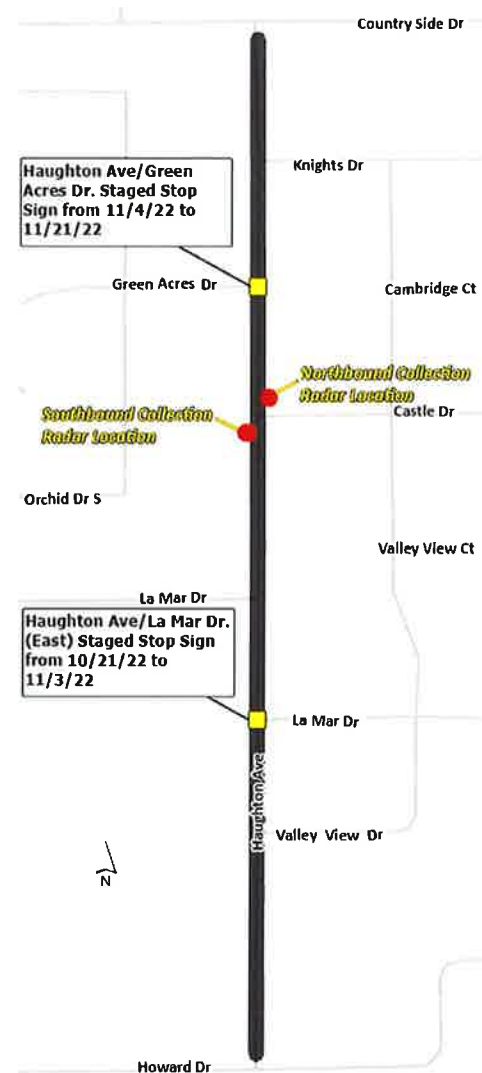 Country Side Dr
Knights Dr
Haughton Ave/Green
Acres Dr. Staged Stop
Sign from 11/4/22 to
11/21/22
Green Acres Dr
Cambridge Ct
Northbound Collection
Radar Location
Castle Dr
Southbound Collection
Radar Location
Orchid Dr S
Valley View Ct
La Mar Dr
Haughton Ave/La Mar Dr.
(East) Staged Stop Sign
from 10/21/22 to
11/3/22
La Mar Dr
Haughton Ave
Valley View Dr
N
Howard Dr